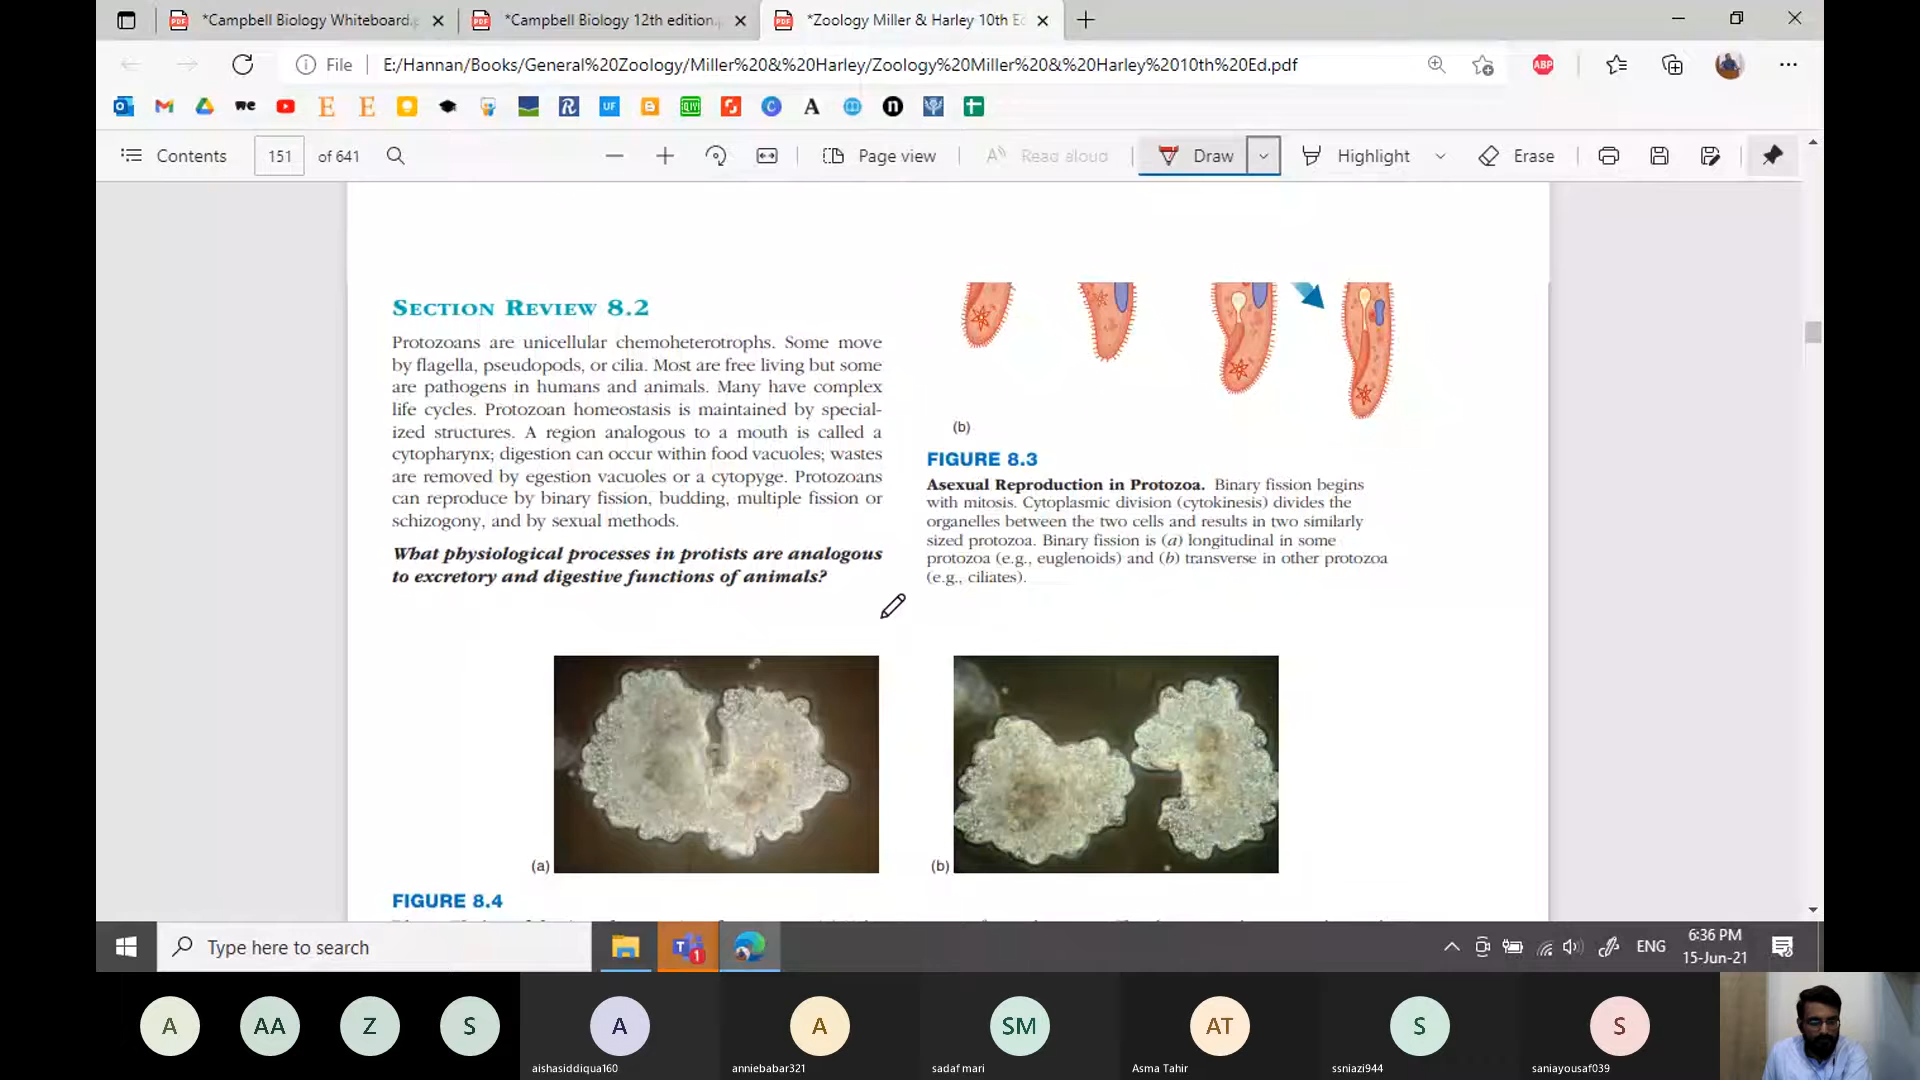 *Campbell Biology Whiteboard.p
*Campbell Biology 12th edition.
*Zoology Miller & Harley 10th Ed
File
E:/Hannan/Books/General%20Zoology/Miller%20&%20Harley/Zoology%20Miller%20&%20Harley%2010th%20Ed.pdf
ABP
Contents
151
of 641
Page view
Read aloud
Draw
Highlight
Erase
SECTION REVIEW 8.2
Protozoans are unicellular chemoheterotrophs. Some move
by flagella, pseudopods, or cilia. Most are free living but some
are pathogens in humans and animals. Many have complex
life cycles. Protozoan homeostasis is maintained by special-
ized structures. A region analogous to a mouth is called a
cytopharynx; digestion can occur within food vacuoles; wastes
are removed by egestion vacuoles or a cytopyge. Protozoans
can reproduce by binary fission, budding, multiple fission or
schizogony, and by sexual methods.
What physiological processes in protists are analogous
to excretory and digestive functions of animals?
(b)
FIGURE 8.3
Asexual Reproduction in Protozoa. Binary fission begins
with mitosis. Cytoplasmic division (cytokinesis) divides the
organelles between the two cells and results in two similarly
sized protozoa. Binary fission is (a) longitudinal in some
protozoa (e.g., euglenoids) and (b) transverse in other protozoa
(e.g., ciliates).
(a)
(b)
FIGURE 8.4
Type here to search
ENG
6:36 PM
15-Jun-21
A
AA
Z
S
A
A
SM
AT
S
S
aishasiddiqua160
anniebabar321
sadaf mari
Asma Tahir
ssniazi944
saniayousaf039